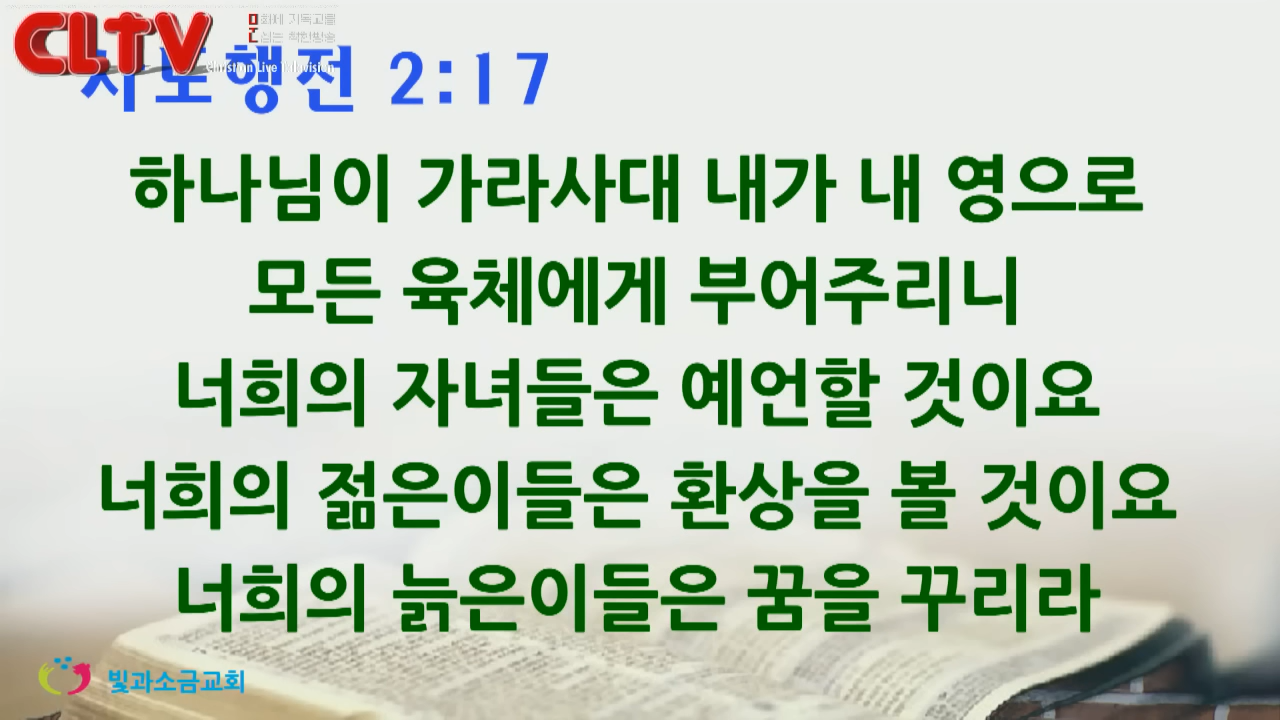 CLTV
Christian Live Television
사도행전 2:17
하나님이 가라사대 내가 내 영으로
모든 육체에게 부어주리니
너희의 자녀들은 예언할 것이요
너희의 젊은이들은 환상을 볼 것이요
너희의 늙은이들은 꿈을 꾸리라
빛과소금교회